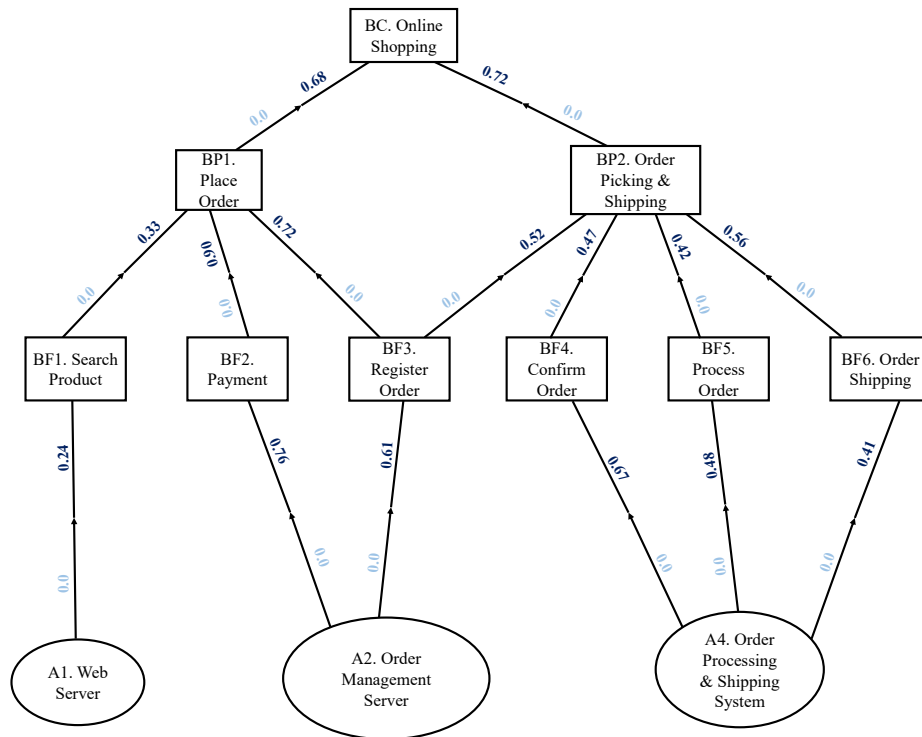 BC. Online
Shopping
0.68
0.72
0.0
0.0
BP1.
Place
Order
BP2. Order
Picking &
Shipping
0.33
0.90
0.72
0.52
0.47
0.42
0.56
0.0
0.0
0.0
0.0
0.0
0.0
0.0
BF1. Search
Product
BF2.
Payment
BF3.
Register
Order
BF4.
Confirm
Order
BF5.
Process
Order
BF6. Order
Shipping
0.24
0.76
0.61
0.67
0.48
0.41
0.0
0.0
0.0
0.0
0.0
0.0
A1. Web
Server
A2. Order
Management
Server
A4. Order
Processing
& Shipping
System